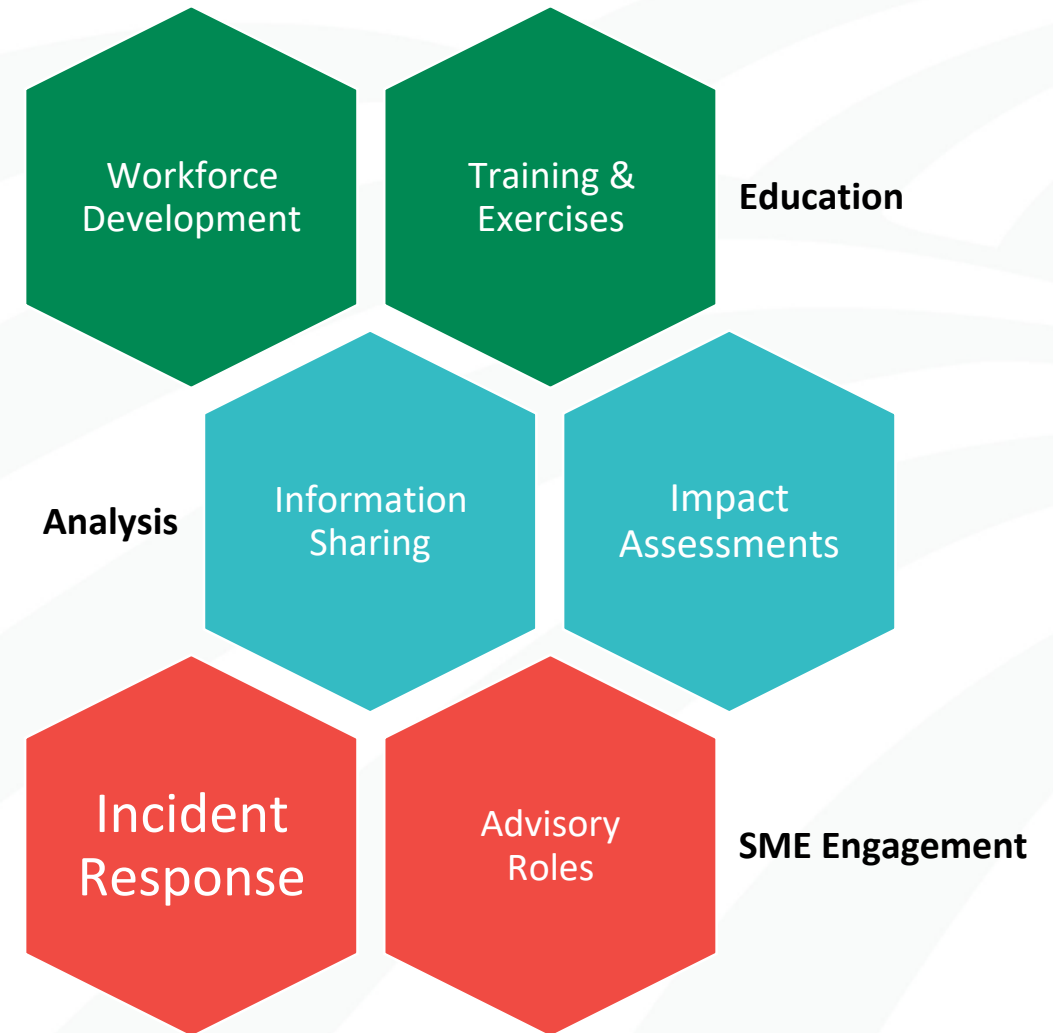 Workforce
Development
Training &
Exercises
Education
Analysis
Information
Sharing
Impact
Assessments
Incident
Response
Advisory
Roles
SME Engagement